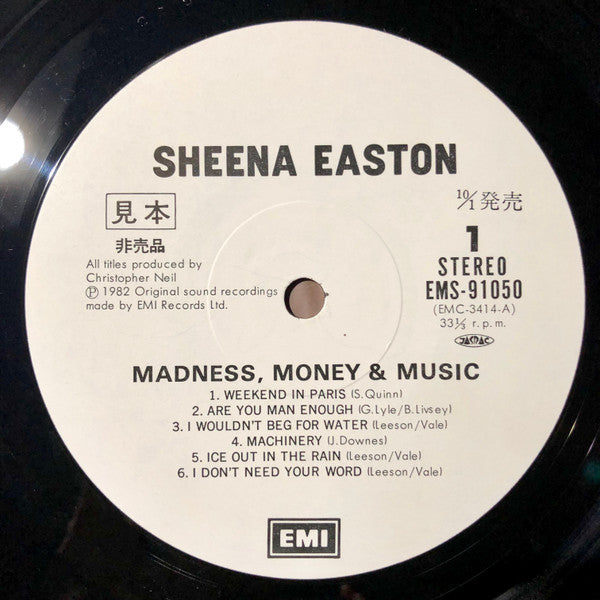 SHEENA EASTON
見本
10/1 発売
非売品
1
All titles produced by
Christopher Neil
STEREO
Ⓟ 1982 Original sound recordings
made by EMI Records Ltd.
EMS-91050
(EMC-3414-A)
33⅓ r.p.m.
JASRAC
MADNESS, MONEY & MUSIC
1. WEEKEND IN PARIS (S.Quinn)
2. ARE YOU MAN ENOUGH (G.Lyle/B.Livsey)
3. I WOULDN'T BEG FOR WATER (Leeson/Vale)
4. MACHINERY (J.Downes)
5. ICE OUT IN THE RAIN (Leeson/Vale)
6. I DON'T NEED YOUR WORD (Leeson/Vale)
EMI